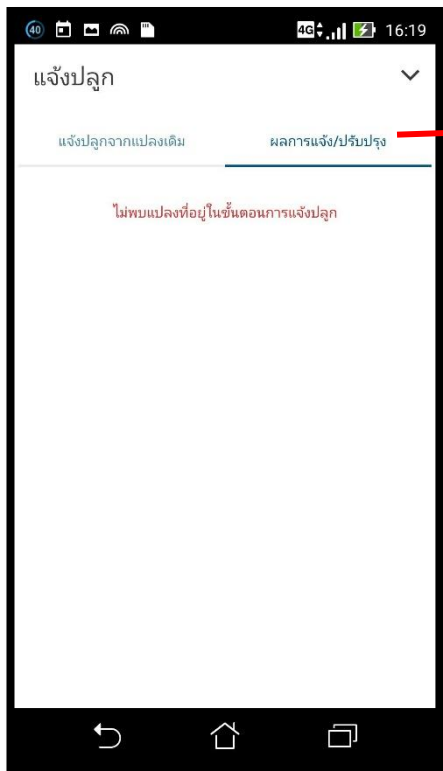 40 4G 16:19
แจ้งปลูก
แจ้งปลูกจากแปลงเดิม ผลการแจ้ง/ปรับปรุง
ไม่พบแปลงที่อยู่ในขั้นตอนการแจ้งปลูก